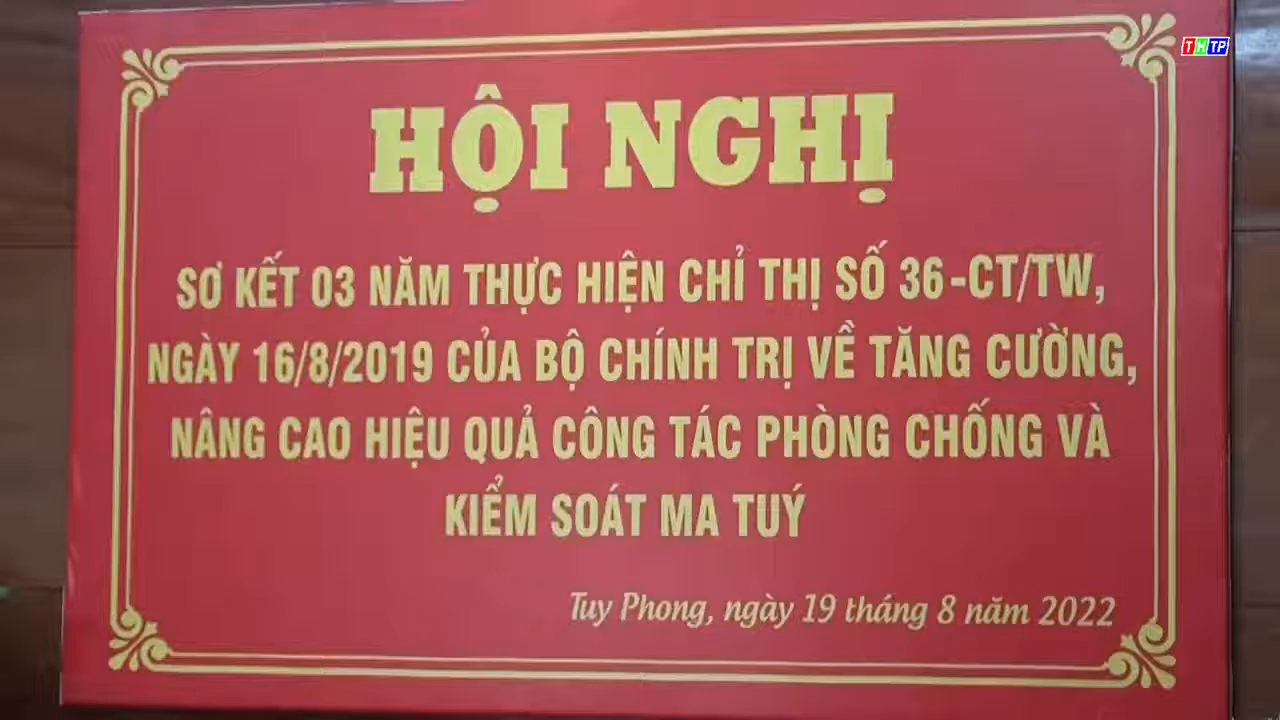 THTP
HỘI NGHỊ
SƠ KẾT 03 NĂM THỰC HIỆN CHỈ THỊ SỐ 36-CT/TW,
NGÀY 16/8/2019 CỦA BỘ CHÍNH TRỊ VỀ TĂNG CƯỜNG,
NÂNG CAO HIỆU QUẢ CÔNG TÁC PHÒNG CHỐNG VÀ
KIỂM SOÁT MA TUÝ
Tuy Phong, ngày 19 tháng 8 năm 2022